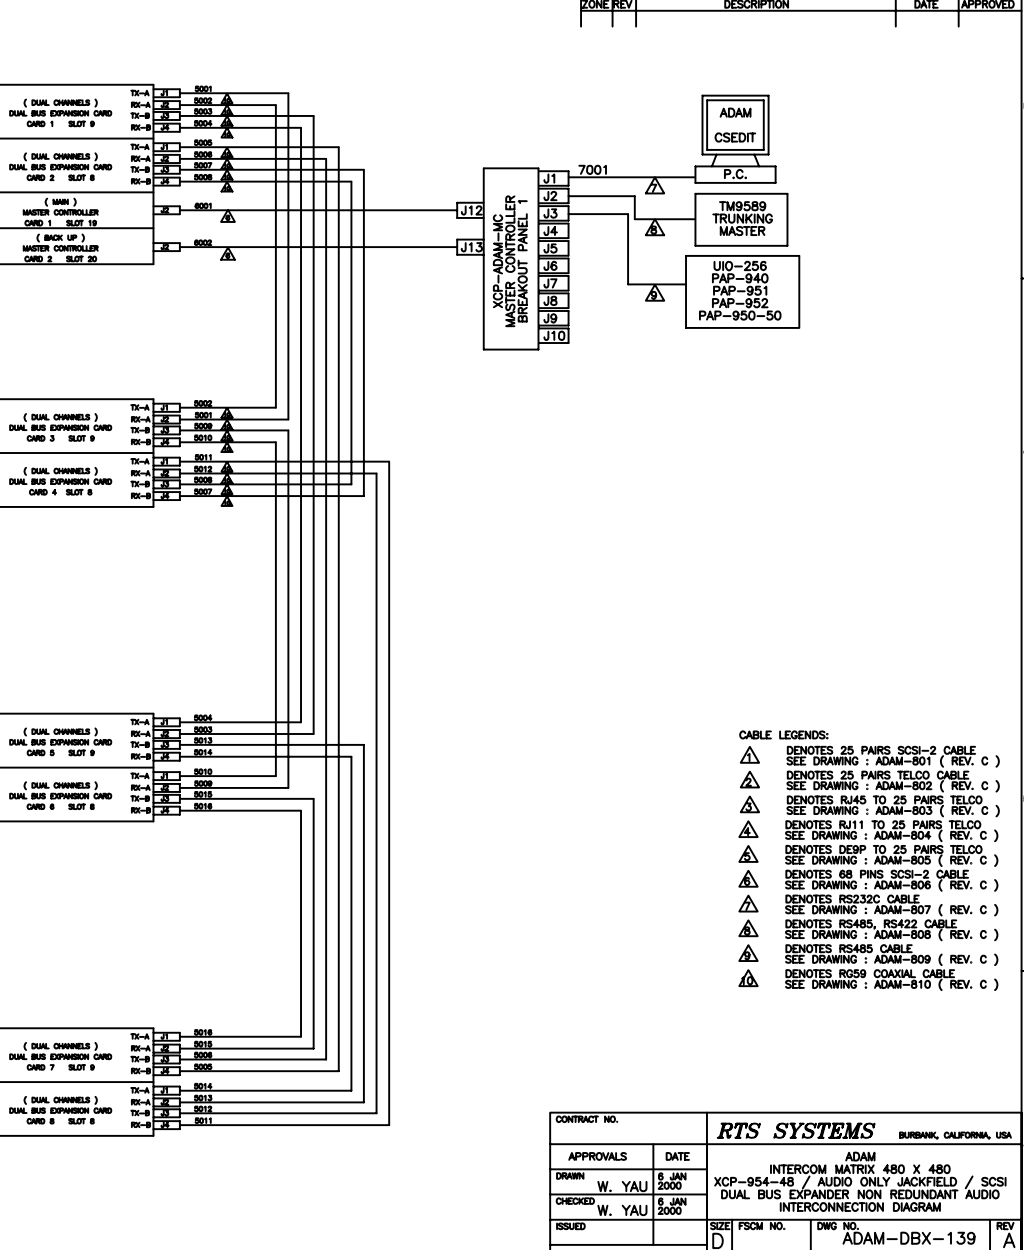 ZONE REV DESCRIPTION DATE APPROVED
( DUAL CHANNELS )
DUAL BUS EXPANSION CARD
CARD 1 SLOT 9
TX-A J1 5001
RX-A J2 5002
TX-B J3 5003
RX-B J4 5004
( DUAL CHANNELS )
DUAL BUS EXPANSION CARD
CARD 2 SLOT 8
TX-A J1 5005
RX-A J2 5006
TX-B J3 5007
RX-B J4 5008
( MAIN )
MASTER CONTROLLER
CARD 1 SLOT 19
J2 6001
6
( BACK UP )
MASTER CONTROLLER
CARD 2 SLOT 20
J2 6002
6
J12
J13
XCP-ADAM-MC
MASTER CONTROLLER
BREAKOUT PANEL 1
J1
J2
J3
J4
J5
J6
J7
J8
J9
J10
7001
7
8
9
ADAM
CSEDIT
P.C.
TM9589
TRUNKING
MASTER
UIO-256
PAP-940
PAP-951
PAP-952
PAP-950-50
( DUAL CHANNELS )
DUAL BUS EXPANSION CARD
CARD 3 SLOT 9
TX-A J1 5002
RX-A J2 5001
TX-B J3 5009
RX-B J4 5010
( DUAL CHANNELS )
DUAL BUS EXPANSION CARD
CARD 4 SLOT 8
TX-A J1 5011
RX-A J2 5012
TX-B J3 5008
RX-B J4 5007
( DUAL CHANNELS )
DUAL BUS EXPANSION CARD
CARD 5 SLOT 9
TX-A J1 5004
RX-A J2 5003
TX-B J3 5013
RX-B J4 5014
( DUAL CHANNELS )
DUAL BUS EXPANSION CARD
CARD 6 SLOT 8
TX-A J1 5010
RX-A J2 5009
TX-B J3 5015
RX-B J4 5016
( DUAL CHANNELS )
DUAL BUS EXPANSION CARD
CARD 7 SLOT 9
TX-A J1 5016
RX-A J2 5015
TX-B J3 5006
RX-B J4 5005
( DUAL CHANNELS )
DUAL BUS EXPANSION CARD
CARD 8 SLOT 8
TX-A J1 5014
RX-A J2 5013
TX-B J3 5012
RX-B J4 5011
CABLE LEGENDS:
1 DENOTES 25 PAIRS SCSI-2 CABLE
SEE DRAWING : ADAM-801 ( REV. C )
2 DENOTES 25 PAIRS TELCO CABLE
SEE DRAWING : ADAM-802 ( REV. C )
3 DENOTES RJ45 TO 25 PAIRS TELCO
SEE DRAWING : ADAM-803 ( REV. C )
4 DENOTES RJ11 TO 25 PAIRS TELCO
SEE DRAWING : ADAM-804 ( REV. C )
5 DENOTES DE9P TO 25 PAIRS TELCO
SEE DRAWING : ADAM-805 ( REV. C )
6 DENOTES 68 PINS SCSI-2 CABLE
SEE DRAWING : ADAM-806 ( REV. C )
7 DENOTES RS232C CABLE
SEE DRAWING : ADAM-807 ( REV. C )
8 DENOTES RS485, RS422 CABLE
SEE DRAWING : ADAM-808 ( REV. C )
9 DENOTES RS485 CABLE
SEE DRAWING : ADAM-809 ( REV. C )
10 DENOTES RG59 COAXIAL CABLE
SEE DRAWING : ADAM-810 ( REV. C )
CONTRACT NO.
RTS SYSTEMS BURBANK, CALIFORNIA, USA
APPROVALS DATE
DRAWN W. YAU 6 JAN 2000
CHECKED W. YAU 6 JAN 2000
ISSUED
ADAM
INTERCOM MATRIX 480 X 480
XCP-954-48 / AUDIO ONLY JACKFIELD / SCSI
DUAL BUS EXPANDER NON REDUNDANT AUDIO
INTERCONNECTION DIAGRAM
SIZE D FSCM NO. DWG NO. ADAM-DBX-139 REV A